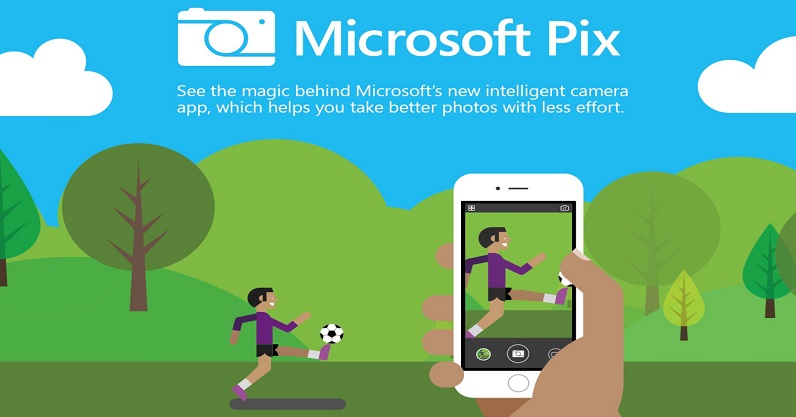 Microsoft Pix
See the magic behind Microsoft's new intelligent camera
app, which helps you take better photos with less effort.